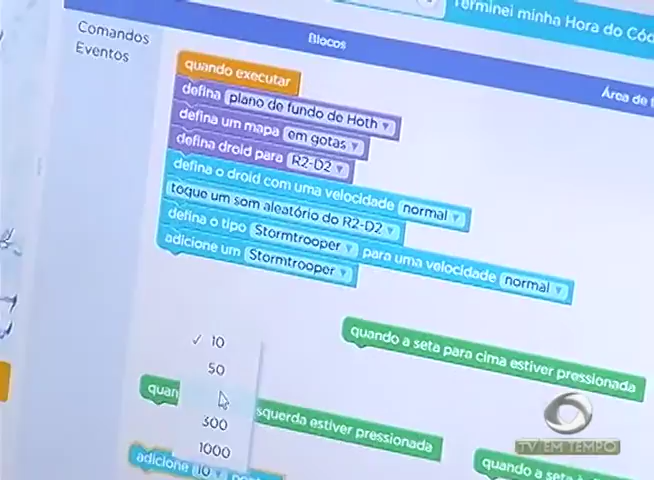 Terminei minha Hora do Cód
Comandos
Eventos
Blocos
Área de t
quando executar
defina plano de fundo de Hoth
defina um mapa em gotas
defina droid para R2-D2
defina o droid com uma velocidade normal
toque um som aleatório do R2-D2
defina o tipo Stormtrooper para uma velocidade normal
adicione um Stormtrooper
✓ 10
50
300
1000
quando a seta para cima estiver pressionada
quan squerda estiver pressionada
adicione 10
quando a seta
TV EM TEMPO